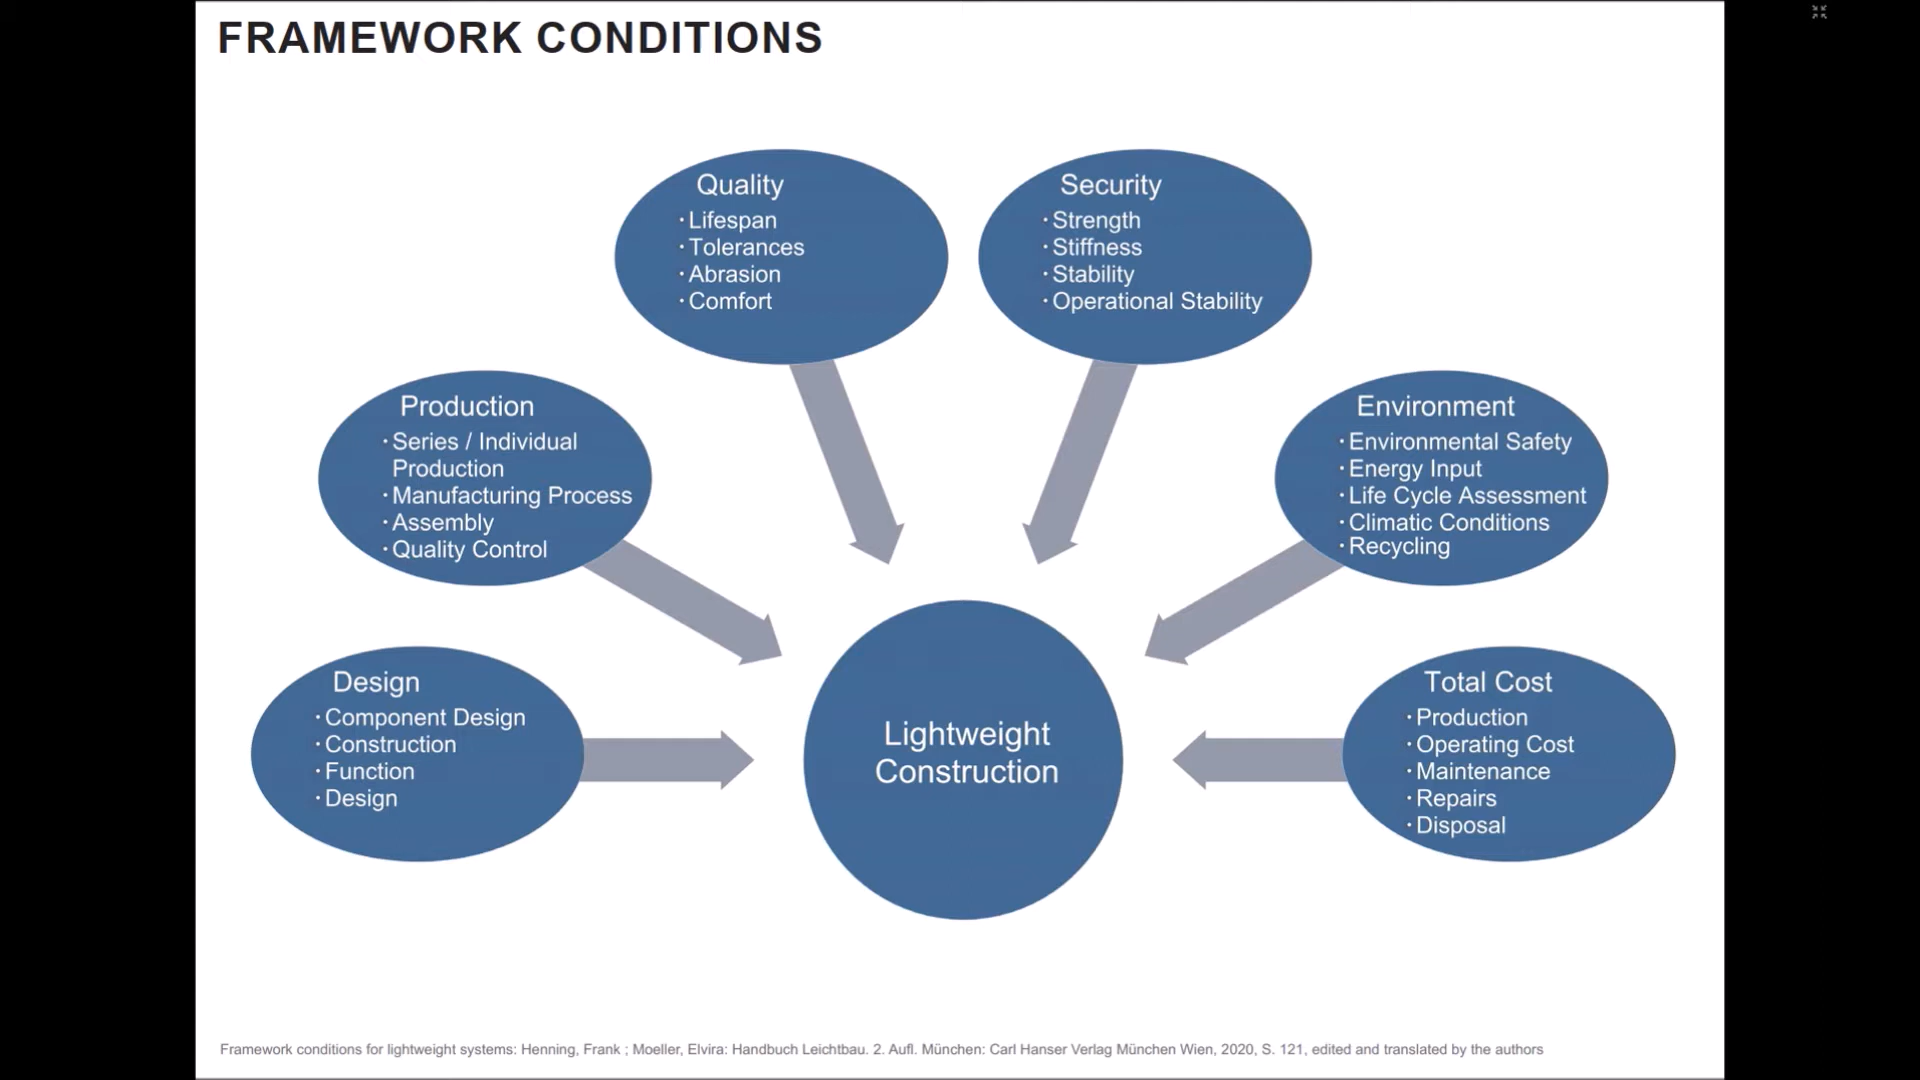 FRAMEWORK CONDITIONS
Quality
· Lifespan
· Tolerances
· Abrasion
· Comfort
Security
· Strength
· Stiffness
· Stability
· Operational Stability
Production
· Series / Individual
Production
· Manufacturing Process
· Assembly
· Quality Control
Environment
· Environmental Safety
· Energy Input
· Life Cycle Assessment
· Climatic Conditions
· Recycling
Design
· Component Design
· Construction
· Function
· Design
Lightweight
Construction
Total Cost
· Production
· Operating Cost
· Maintenance
· Repairs
· Disposal
Framework conditions for lightweight systems: Henning, Frank ; Moeller, Elvira: Handbuch Leichtbau. 2. Aufl. München: Carl Hanser Verlag München Wien, 2020, S. 121, edited and translated by the authors